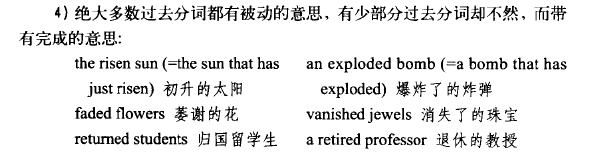 4) 绝大多数过去分词都有被动的意思，有少部分过去分词却不然，而带
有完成的意思:
the risen sun (=the sun that has just risen) 初升的太阳
an exploded bomb (=a bomb that has exploded) 爆炸了的炸弹
faded flowers 萎谢的花
vanished jewels 消失了的珠宝
returned students 归国留学生
a retired professor 退休的教授